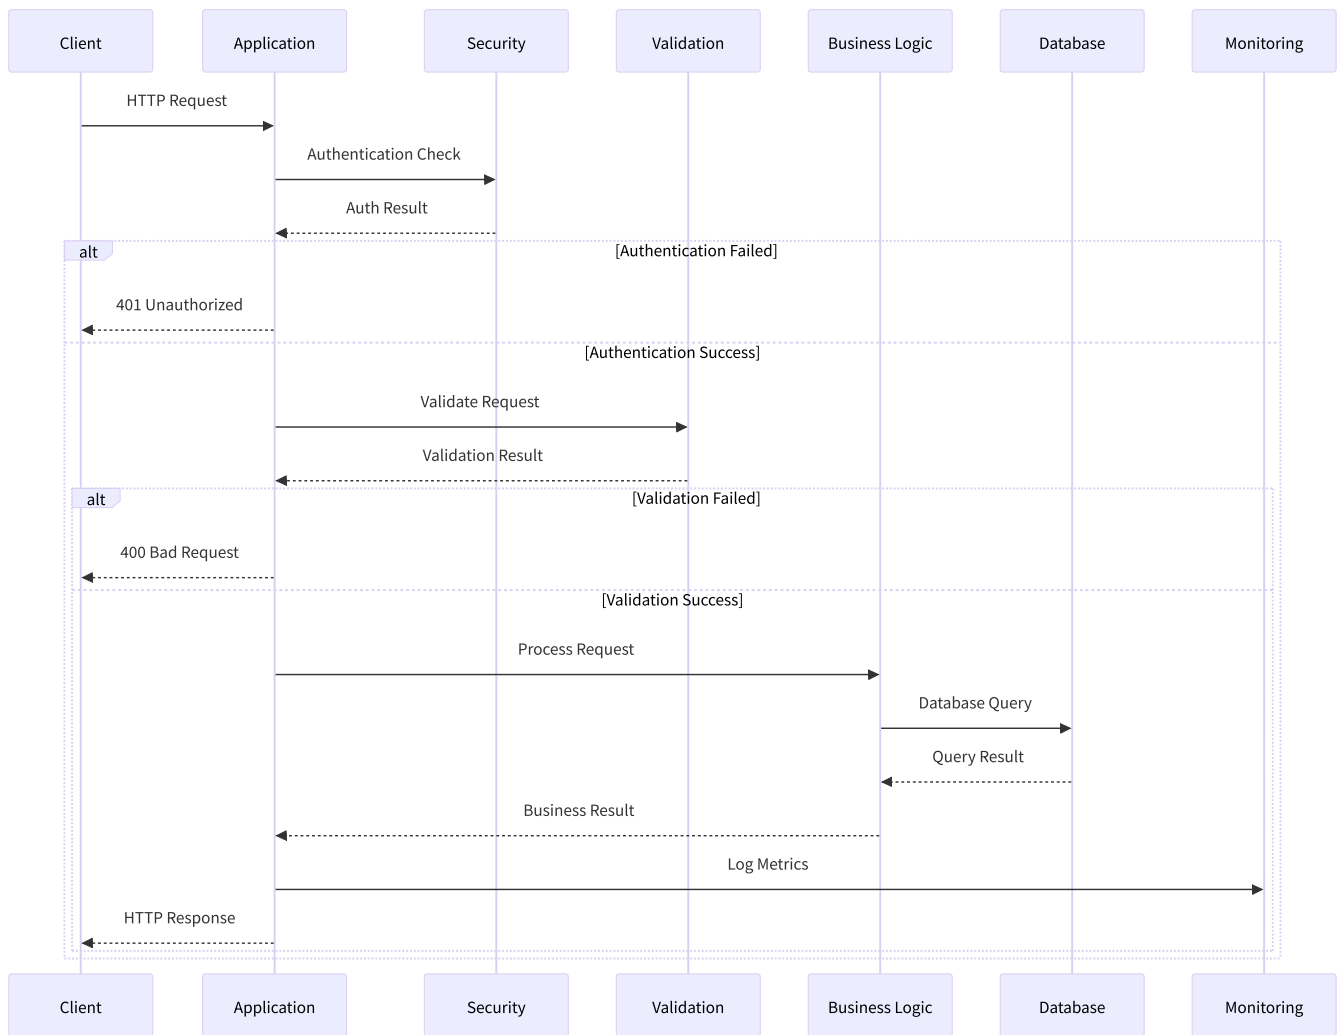 Client
Application
Security
Validation
Business Logic
Database
Monitoring
HTTP Request
Authentication Check
Auth Result
alt
[Authentication Failed]
401 Unauthorized
[Authentication Success]
Validate Request
Validation Result
alt
[Validation Failed]
400 Bad Request
[Validation Success]
Process Request
Database Query
Query Result
Business Result
Log Metrics
HTTP Response
Client
Application
Security
Validation
Business Logic
Database
Monitoring